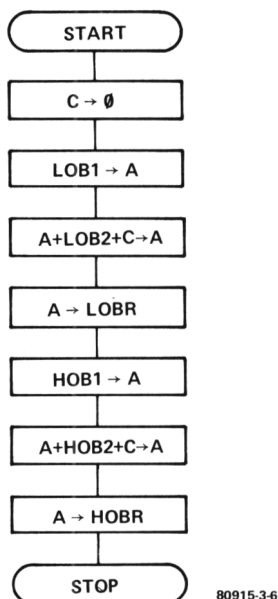 START
C → Ø
LOB1 → A
A+LOB2+C→A
A → LOBR
HOB1 → A
A+HOB2+C→A
A → HOBR
STOP
80915-3-6